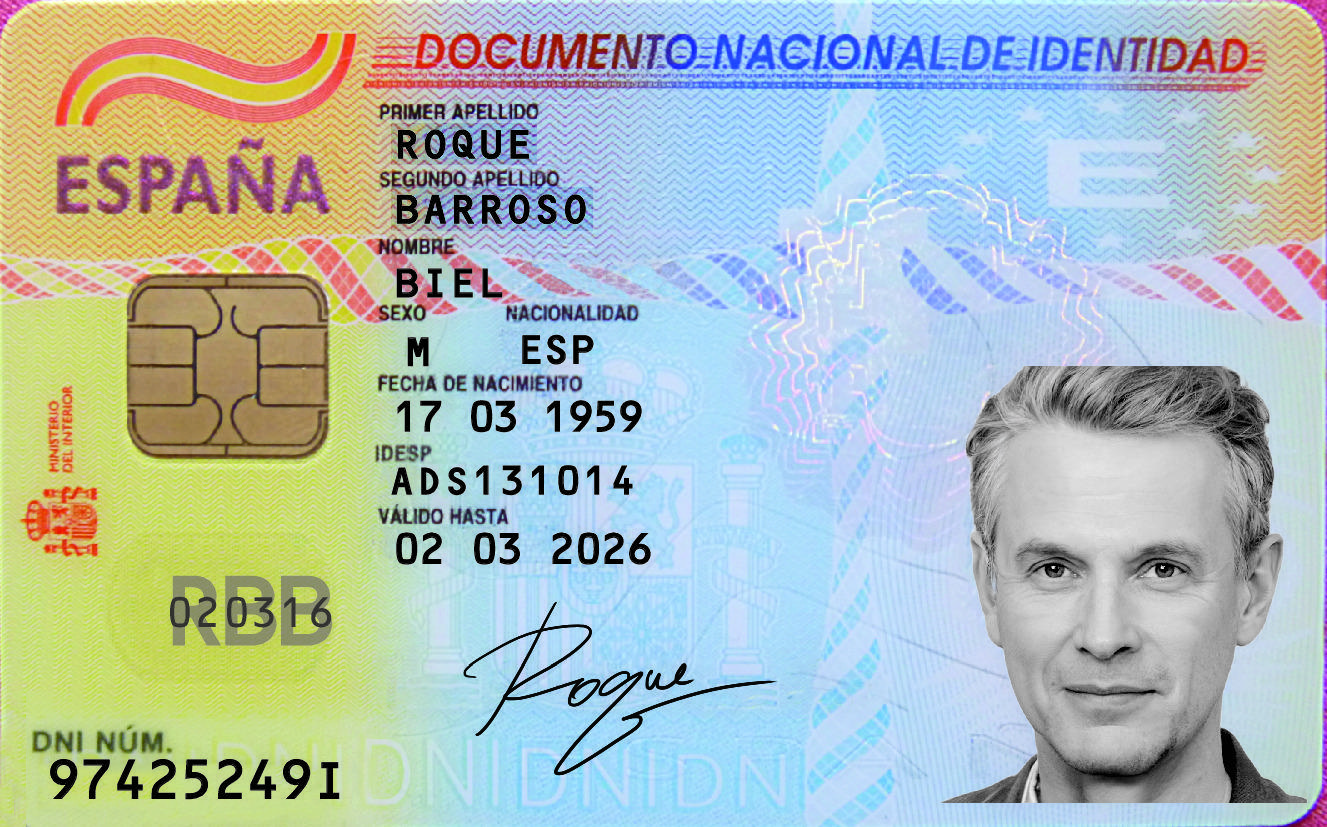 DOCUMENTO NACIONAL DE IDENTIDAD
ESPAÑA
PRIMER APELLIDO
ROQUE
SEGUNDO APELLIDO
BARROSO
NOMBRE
BIEL
SEXO NACIONALIDAD
M ESP
FECHA DE NACIMIENTO
17 03 1959
IDESP
ADS131014
VÁLIDO HASTA
02 03 2026
MINISTERIO
DEL INTERIOR
E
RBB
020316
Roque
DNI NÚM.
97425249I
DNIDNIDNIDNI